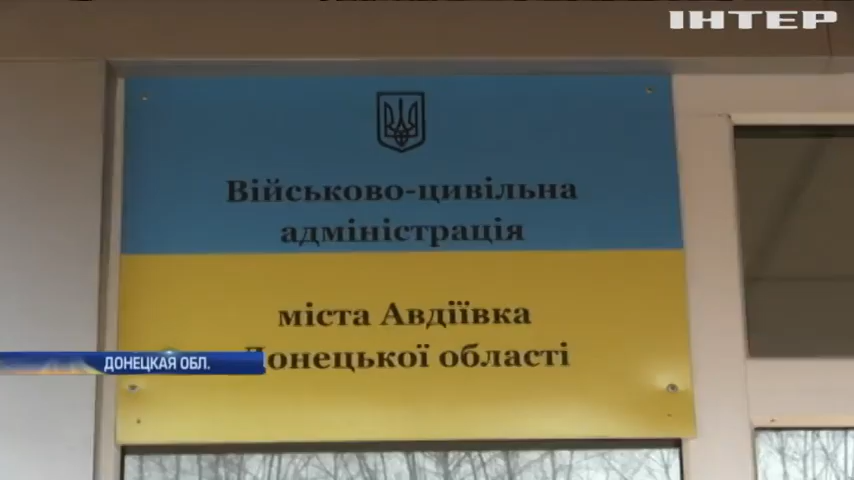 ІНТЕР
Військово-цивільна
адміністрація
міста Авдіївка
Донецької області
ДОНЕЦКАЯ ОБЛ.